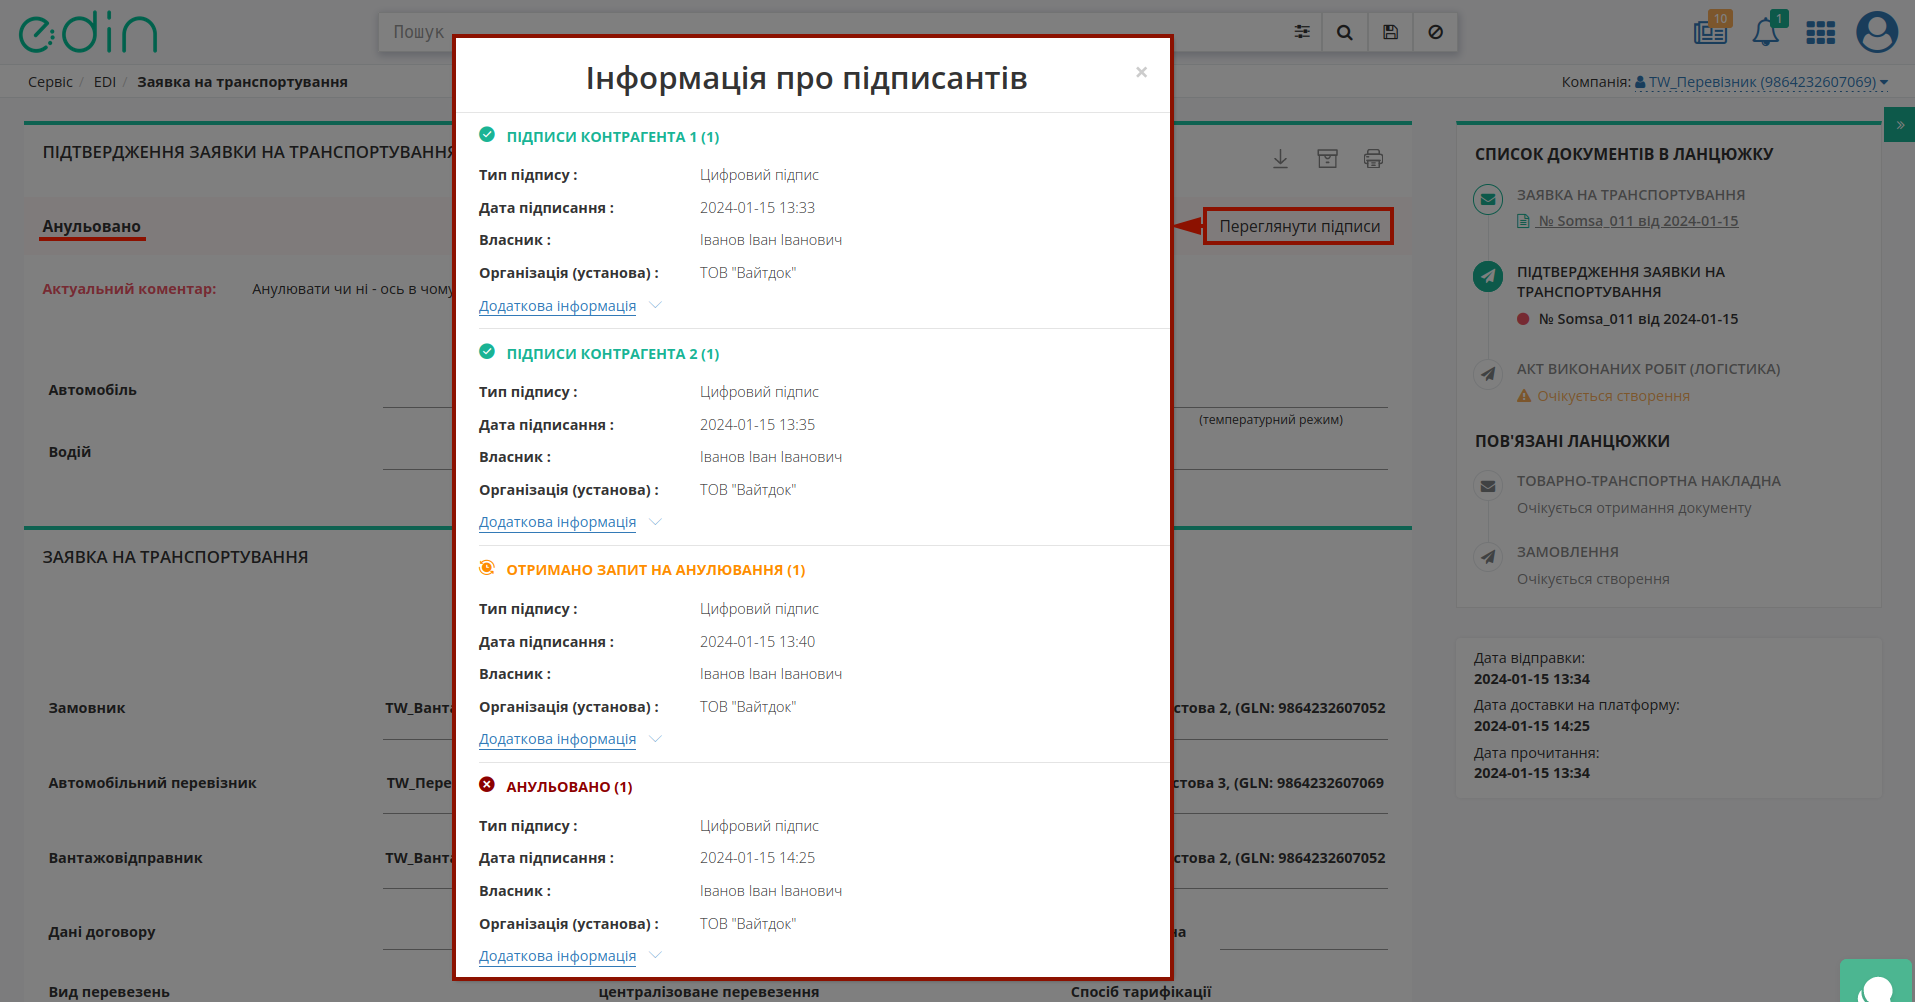 edin
Пошук
10
1
Сервіс / EDI / Заявка на транспортування
Компанія: TW_Перевізник (9864232607069)
ПІДТВЕРДЖЕННЯ ЗАЯВКИ НА ТРАНСПОРТУВАННЯ
Анульовано
Переглянути підписи
Актуальний коментар: Анулювати чи ні - ось в чому
Автомобіль
(температурний режим)
Водій
ЗАЯВКА НА ТРАНСПОРТУВАННЯ
Замовник TW_Ванта стова 2, (GLN: 9864232607052
Автомобільний перевізник TW_Пере стова 3, (GLN: 9864232607069
Вантажовідправник TW_Ванта стова 2, (GLN: 9864232607052
Дані договору на
Вид перевезень централізоване перевезення Спосіб тарифікації
Інформація про підписантів
×
ПІДПИСИ КОНТРАГЕНТА 1 (1)
Тип підпису : Цифровий підпис
Дата підписання : 2024-01-15 13:33
Власник : Іванов Іван Іванович
Організація (установа) : ТОВ "Вайтдок"
Додаткова інформація
ПІДПИСИ КОНТРАГЕНТА 2 (1)
Тип підпису : Цифровий підпис
Дата підписання : 2024-01-15 13:35
Власник : Іванов Іван Іванович
Організація (установа) : ТОВ "Вайтдок"
Додаткова інформація
ОТРИМАНО ЗАПИТ НА АНУЛЮВАННЯ (1)
Тип підпису : Цифровий підпис
Дата підписання : 2024-01-15 13:40
Власник : Іванов Іван Іванович
Організація (установа) : ТОВ "Вайтдок"
Додаткова інформація
АНУЛЬОВАНО (1)
Тип підпису : Цифровий підпис
Дата підписання : 2024-01-15 14:25
Власник : Іванов Іван Іванович
Організація (установа) : ТОВ "Вайтдок"
Додаткова інформація
»
СПИСОК ДОКУМЕНТІВ В ЛАНЦЮЖКУ
ЗАЯВКА НА ТРАНСПОРТУВАННЯ
№ Somsa_011 від 2024-01-15
ПІДТВЕРДЖЕННЯ ЗАЯВКИ НА
ТРАНСПОРТУВАННЯ
№ Somsa_011 від 2024-01-15
АКТ ВИКОНАНИХ РОБІТ (ЛОГІСТИКА)
Очікується створення
ПОВ'ЯЗАНІ ЛАНЦЮЖКИ
ТОВАРНО-ТРАНСПОРТНА НАКЛАДНА
Очікується отримання документу
ЗАМОВЛЕННЯ
Очікується створення
Дата відправки:
2024-01-15 13:34
Дата доставки на платформу:
2024-01-15 14:25
Дата прочитання:
2024-01-15 13:34